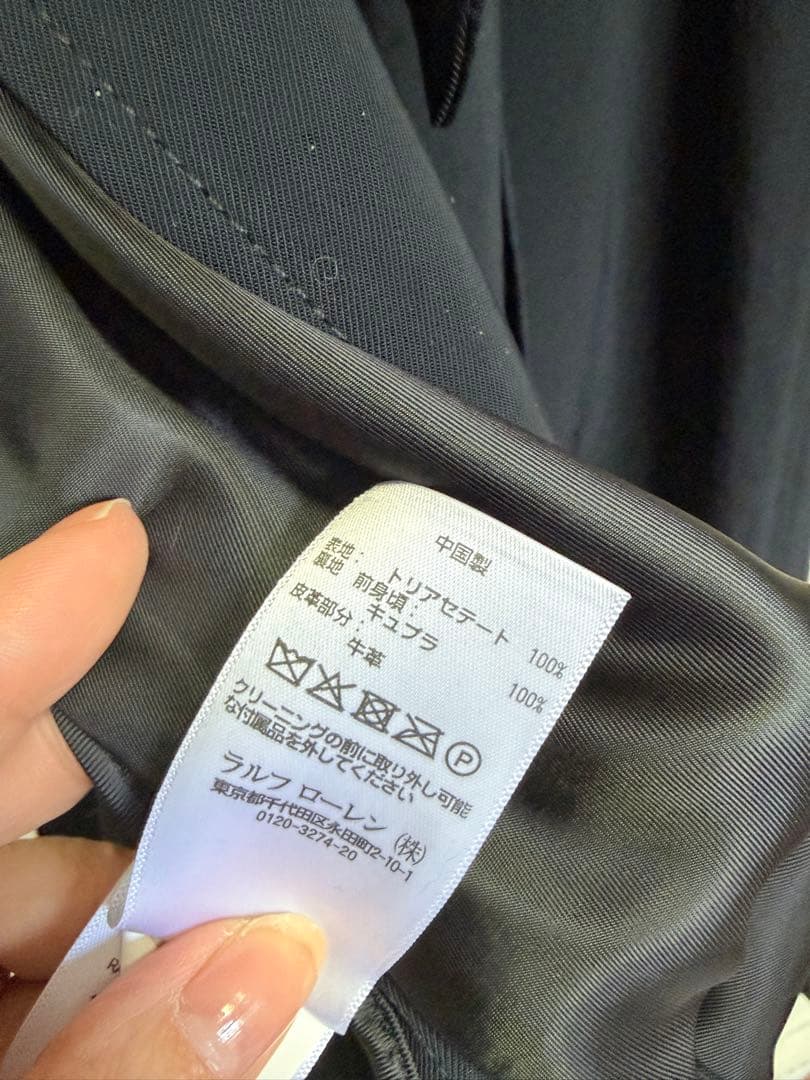 中国製
表地: トリアセテート 100%
裏地 前身頃: キュプラ 100%
皮革部分: 牛革
P
クリーニングの前に取り外し可能
な付属品を外してください
ラルフ ローレン (株)
東京都千代田区永田町2-10-1
0120-3274-20